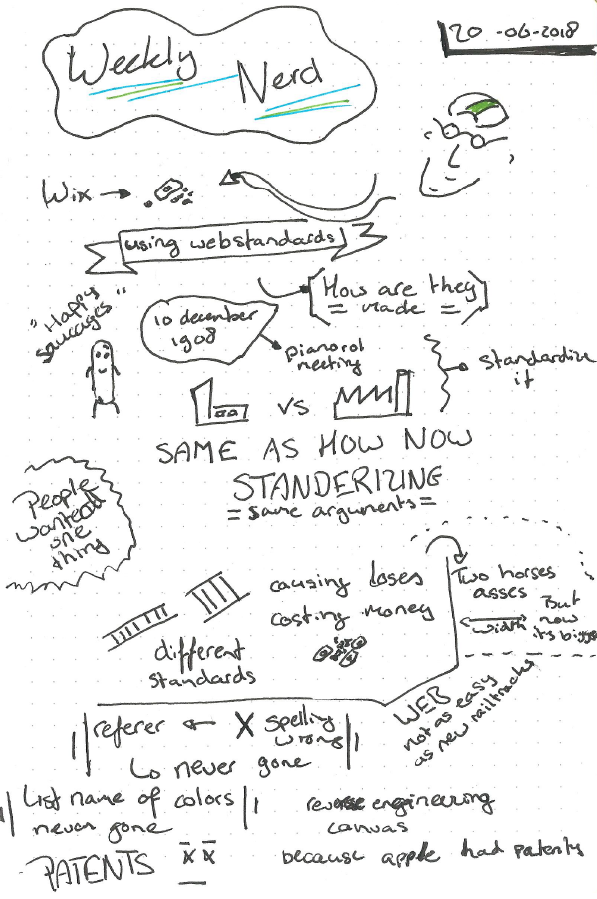 Weekly
Nerd
20-06-2018
Wix →
using webstandards
"Happy
saucages"
10 december
1908
How are they
= made =
pianorol
meeting
vs
standardize
it
SAME AS HOW NOW
STANDERIZING
= same arguments =
People
wanted
one
thing
causing loses
costing money
different
standards
Two horses
asses
width
But
now
its bigge
WEB
not as easy
as new railtracks
referer ← X spelling
wrong
↳ never gone
List name of colors
never gone
reverse engineering
canvas
PATENTS
because apple had patents